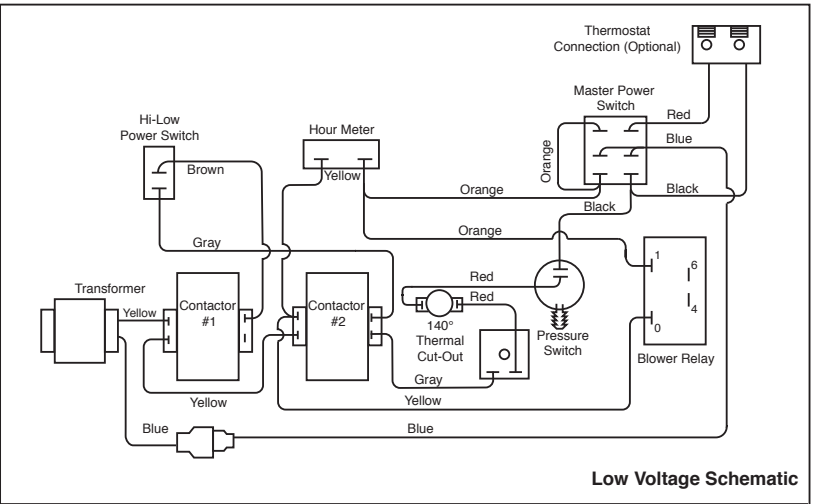 Thermostat
Connection (Optional)
Master Power
Switch
Red
Hi-Low
Power Switch
Hour Meter
Blue
Orange
Brown
Yellow
Orange
Black
Black
Orange
Gray
1
6
Red
Transformer
Yellow
Contactor
#1
Contactor
#2
Red
4
140°
Thermal
Cut-Out
0
Pressure
Switch
Blower Relay
Gray
Yellow
Yellow
Blue
Blue
Low Voltage Schematic